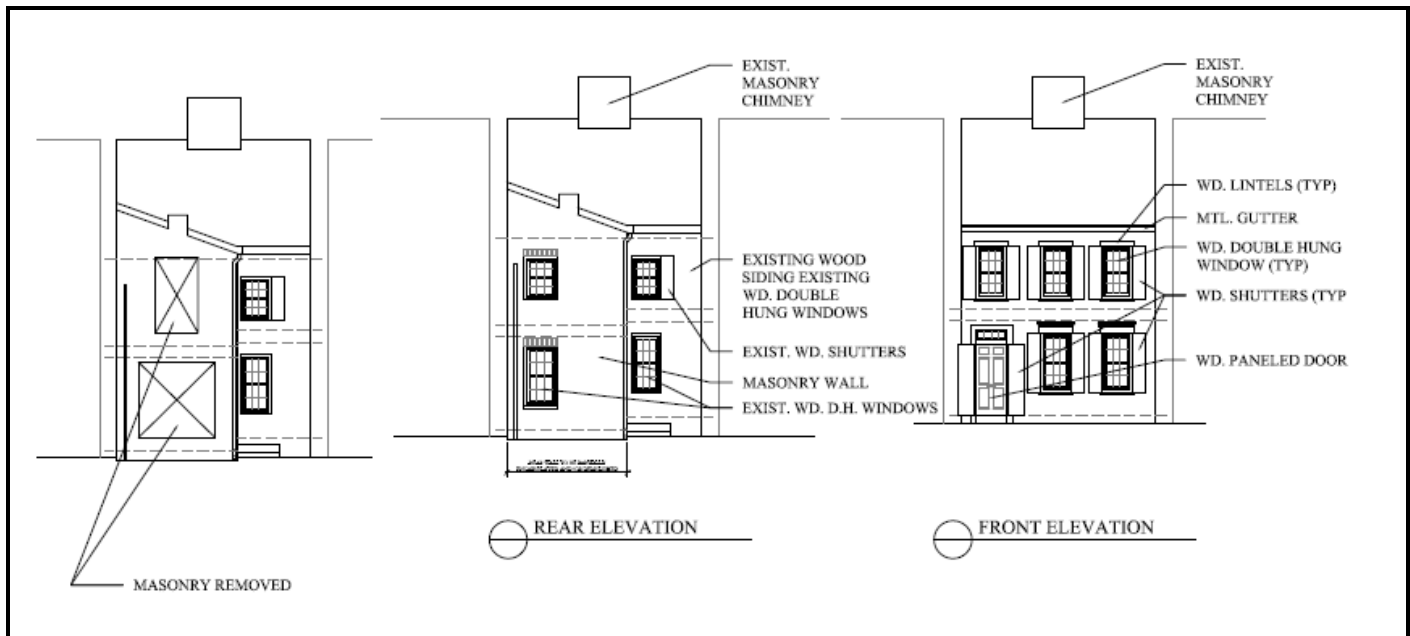 MASONRY REMOVED
EXIST.
MASONRY
CHIMNEY
EXISTING WOOD
SIDING EXISTING
WD. DOUBLE
HUNG WINDOWS
EXIST. WD. SHUTTERS
MASONRY WALL
EXIST. WD. D.H. WINDOWS
REAR ELEVATION
EXIST.
MASONRY
CHIMNEY
WD. LINTELS (TYP)
MTL. GUTTER
WD. DOUBLE HUNG
WINDOW (TYP)
WD. SHUTTERS (TYP
WD. PANELED DOOR
FRONT ELEVATION